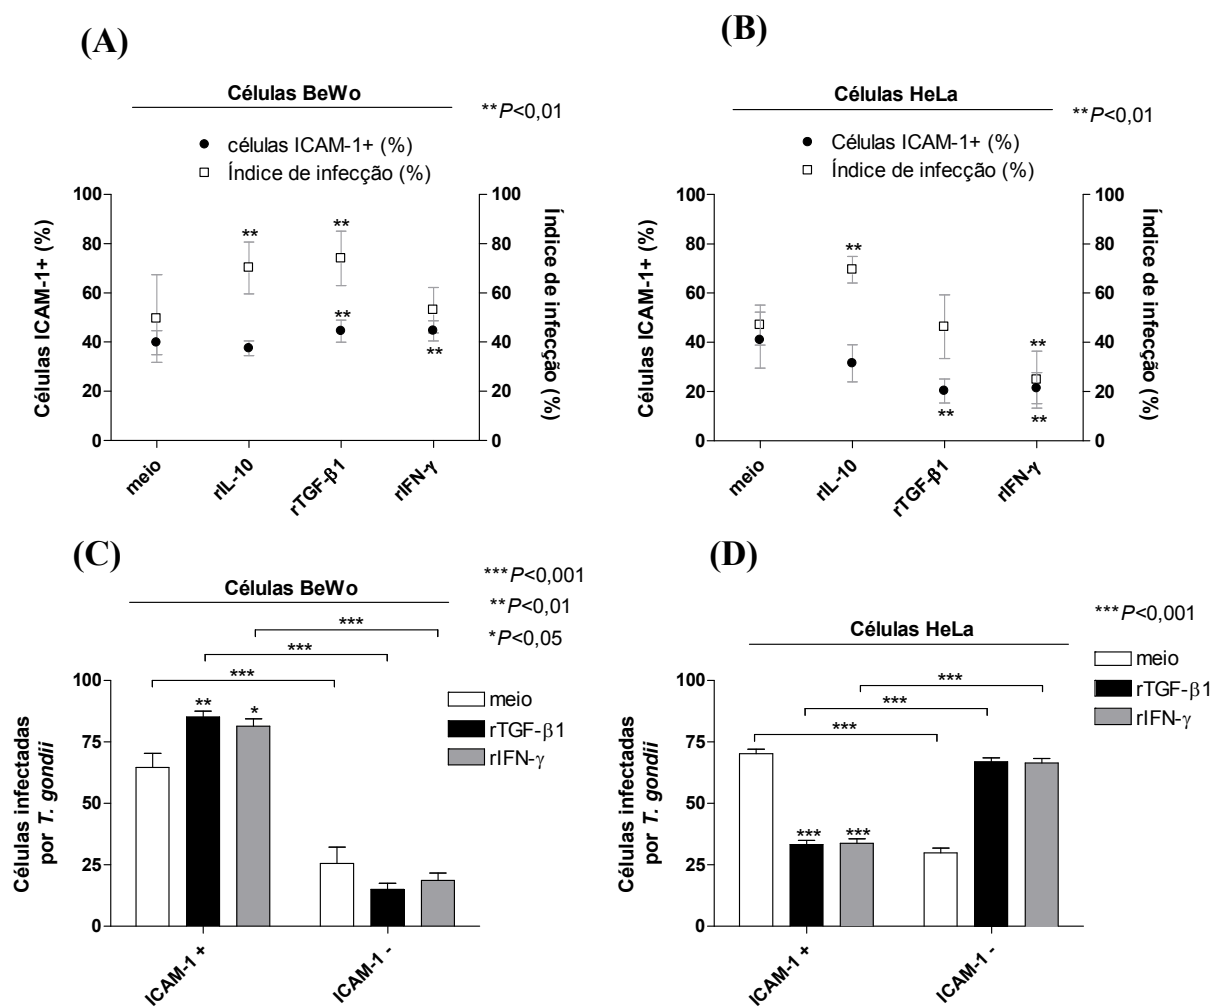 (A)
Células BeWo
**P<0,01
células ICAM-1+ (%)
Índice de infecção (%)
Células ICAM-1+ (%)
100
80
60
40
20
0
** ** ** **
100
80
60
40
20
0
Índice de infecção (%)
meio rIL-10 rTGF-β1 rIFN-γ
(B)
Células HeLa
**P<0,01
Células ICAM-1+ (%)
Índice de infecção (%)
Células ICAM-1+ (%)
100
80
60
40
20
0
** ** ** **
100
80
60
40
20
0
Índice de infecção (%)
meio rIL-10 rTGF-β1 rIFN-γ
(C)
Células BeWo
***P<0,001
**P<0,01
*P<0,05
***
***
***
meio
rTGF-β1
rIFN-γ
** *
Células infectadas
por T. gondii
100
75
50
25
0
ICAM-1 + ICAM-1 -
(D)
Células HeLa
***P<0,001
meio
rTGF-β1
rIFN-γ
***
***
***
*** ***
Células infectadas
por T. gondii
100
75
50
25
0
ICAM-1 + ICAM-1 -